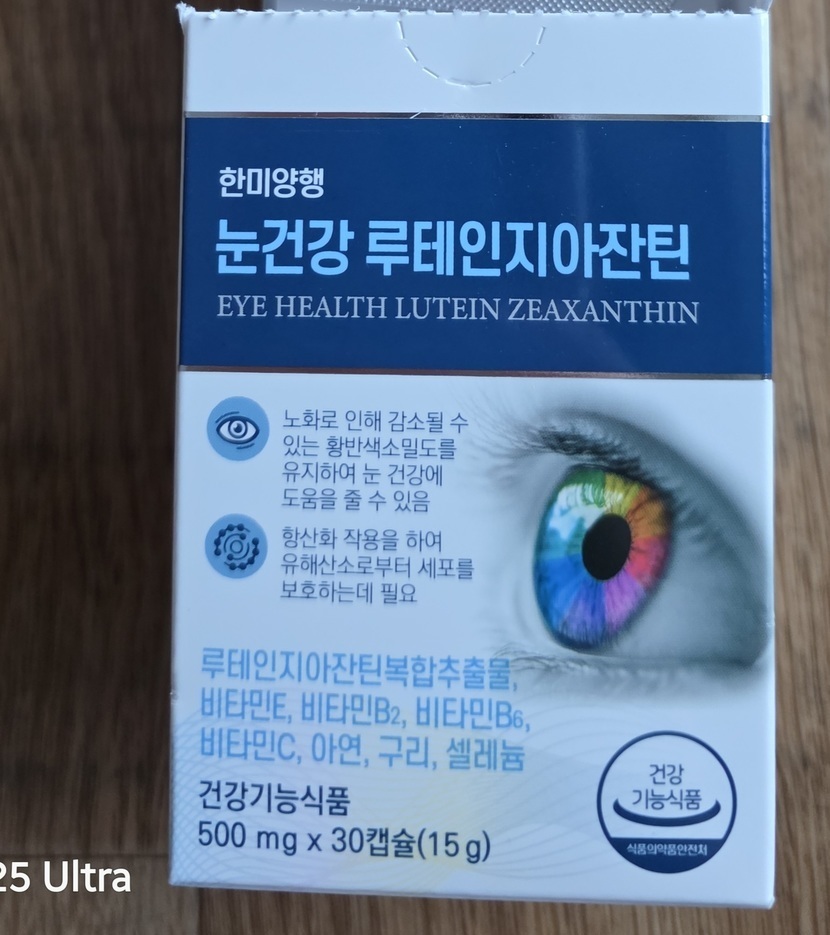 한미양행
눈건강 루테인지아잔틴
EYE HEALTH LUTEIN ZEAXANTHIN
노화로 인해 감소될 수
있는 황반색소밀도를
유지하여 눈 건강에
도움을 줄 수 있음
항산화 작용을 하여
유해산소로부터 세포를
보호하는데 필요
루테인지아잔틴복합추출물,
비타민E, 비타민B2, 비타민B6,
비타민C, 아연, 구리, 셀레늄
건강기능식품
500 mg x 30캡슐(15 g)
건강
기능식품
식품의약품안전처
25 Ultra